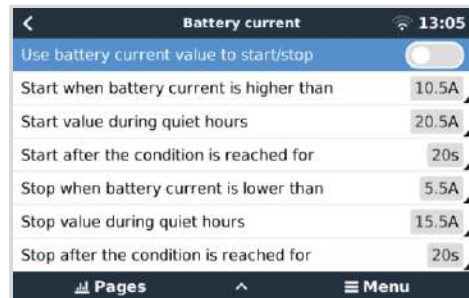 Battery current 13:05
Use battery current value to start/stop
Start when battery current is higher than 10.5A
Start value during quiet hours 20.5A
Start after the condition is reached for 20s
Stop when battery current is lower than 5.5A
Stop value during quiet hours 15.5A
Stop after the condition is reached for 20s
Pages Menu